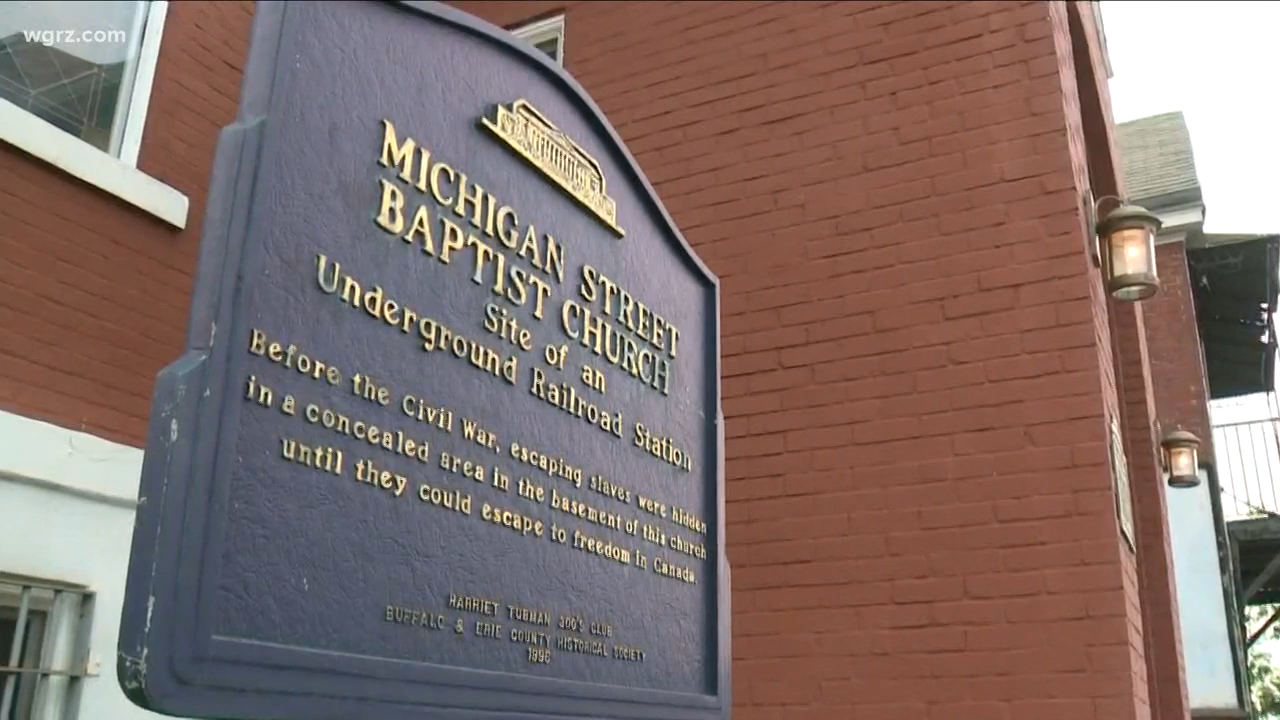 wgrz.com
MICHIGAN STREET
BAPTIST CHURCH
Site of an
Underground Railroad Station
Before the Civil War, escaping slaves were hidden
in a concealed area in the basement of this church
until they could escape to freedom in Canada.
HARRIET TUBMAN 300'S CLUB
BUFFALO & ERIE COUNTY HISTORICAL SOCIETY
1996